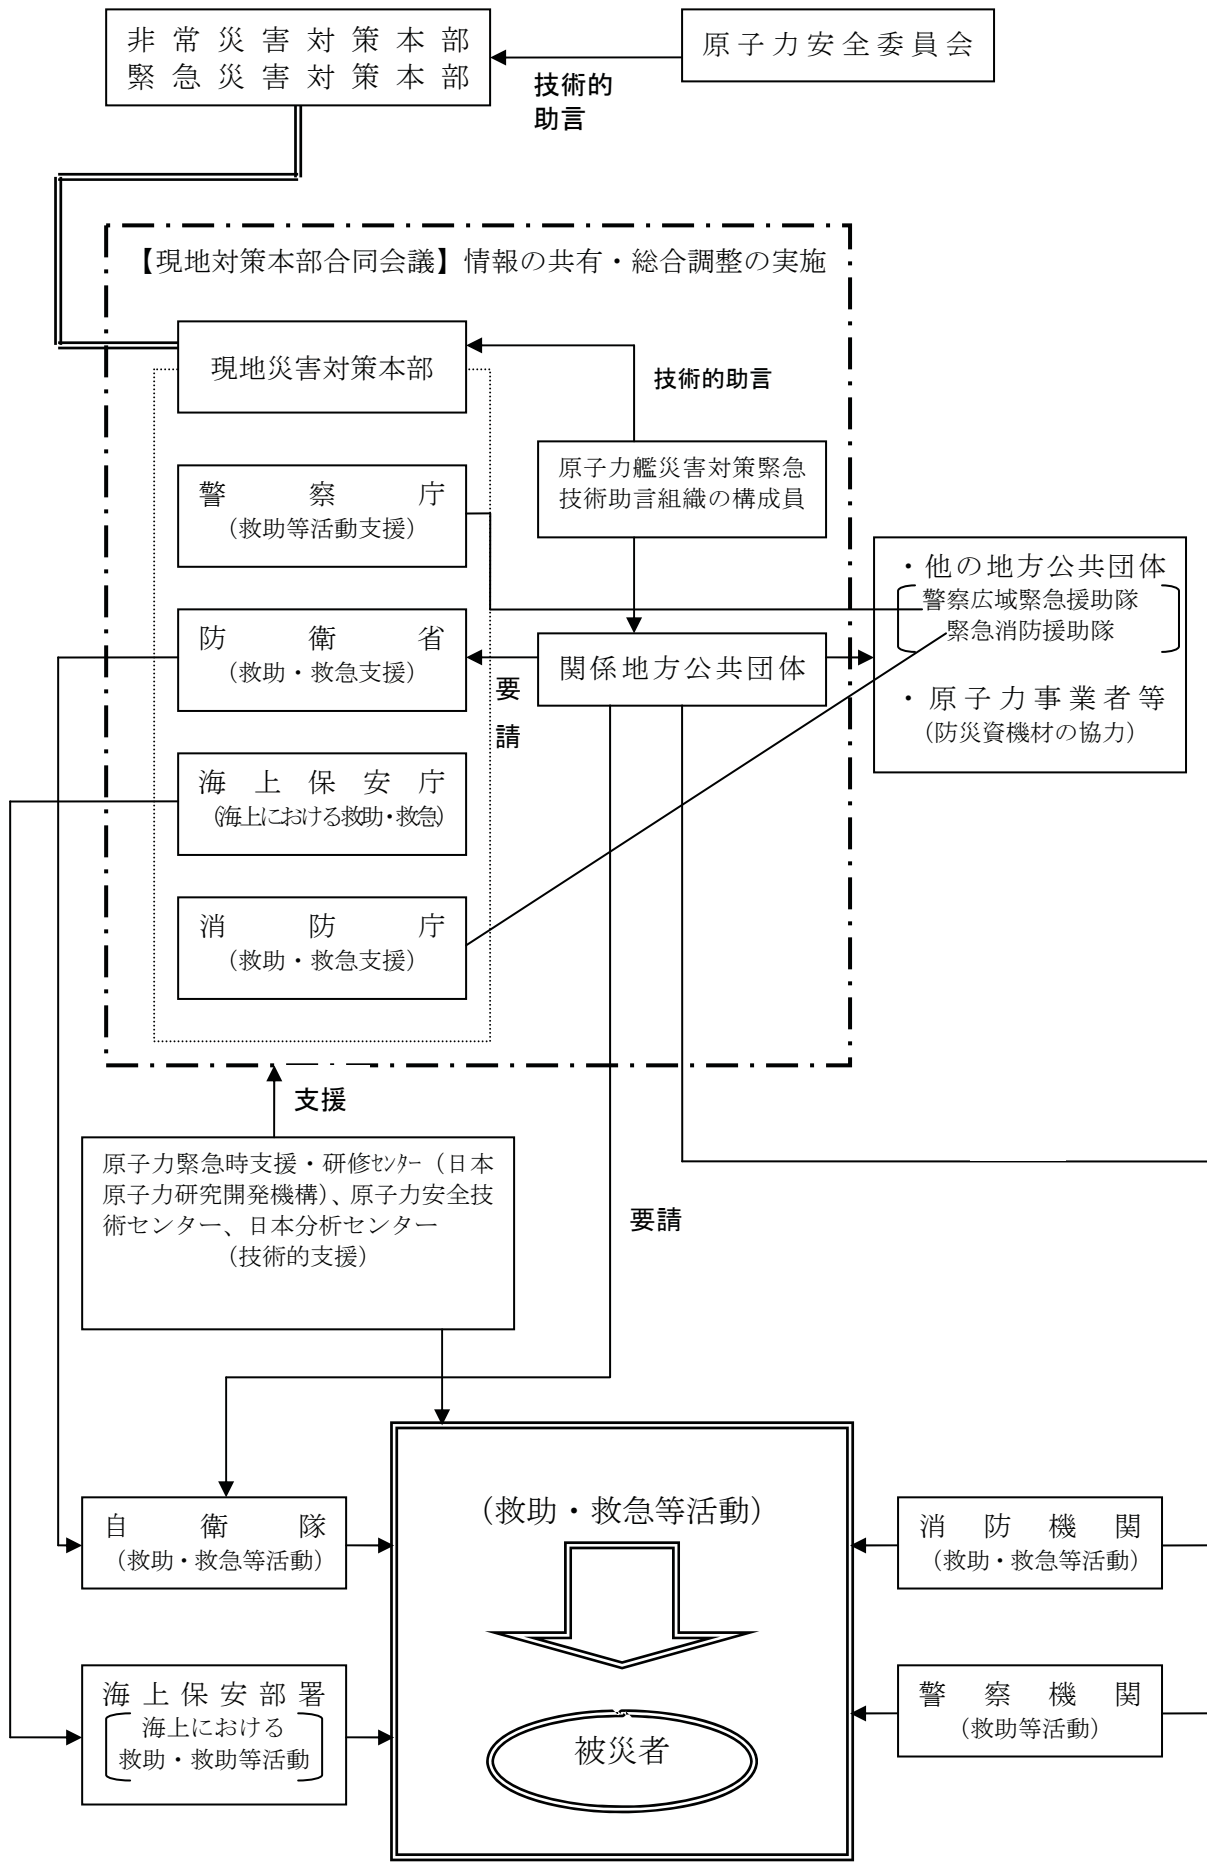 非常災害対策本部
緊急災害対策本部
原子力安全委員会
技術的
助言
【現地対策本部合同会議】情報の共有・総合調整の実施
現地災害対策本部
技術的助言
原子力艦災害対策緊急
技術助言組織の構成員
警察庁
(救助等活動支援)
・他の地方公共団体
警察広域緊急援助隊
緊急消防援助隊
・原子力事業者等
(防災資機材の協力)
防衛省
(救助・救急支援)
要
請
関係地方公共団体
海上保安庁
(海上における救助・救急)
消防庁
(救助・救急支援)
支援
原子力緊急時支援・研修センター(日本
原子力研究開発機構)、原子力安全技
術センター、日本分析センター
(技術的支援)
要請
自衛隊
(救助・救急等活動)
(救助・救急等活動)
消防機関
(救助・救急等活動)
海上保安部署
海上における
救助・救助等活動
被災者
警察機関
(救助等活動)